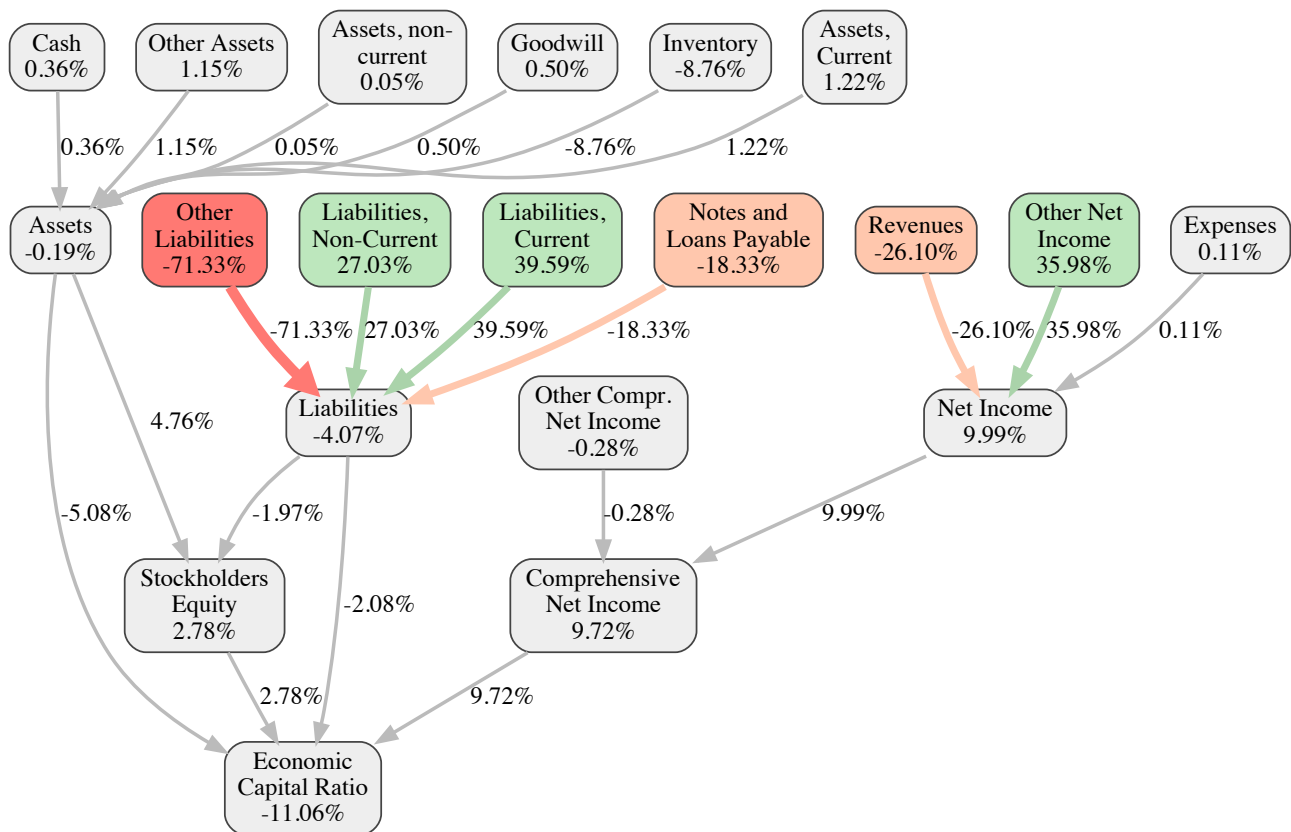 Cash
0.36%
Other Assets
1.15%
Assets, non-
current
0.05%
Goodwill
0.50%
Inventory
-8.76%
Assets,
Current
1.22%
0.36%
1.15%
0.05%
0.50%
-8.76%
1.22%
Assets
-0.19%
Other
Liabilities
-71.33%
Liabilities,
Non-Current
27.03%
Liabilities,
Current
39.59%
Notes and
Loans Payable
-18.33%
Revenues
-26.10%
Other Net
Income
35.98%
Expenses
0.11%
-71.33%
27.03%
39.59%
-18.33%
-26.10%
35.98%
0.11%
4.76%
Liabilities
-4.07%
Other Compr.
Net Income
-0.28%
Net Income
9.99%
-5.08%
-1.97%
-0.28%
9.99%
Stockholders
Equity
2.78%
-2.08%
Comprehensive
Net Income
9.72%
2.78%
9.72%
Economic
Capital Ratio
-11.06%